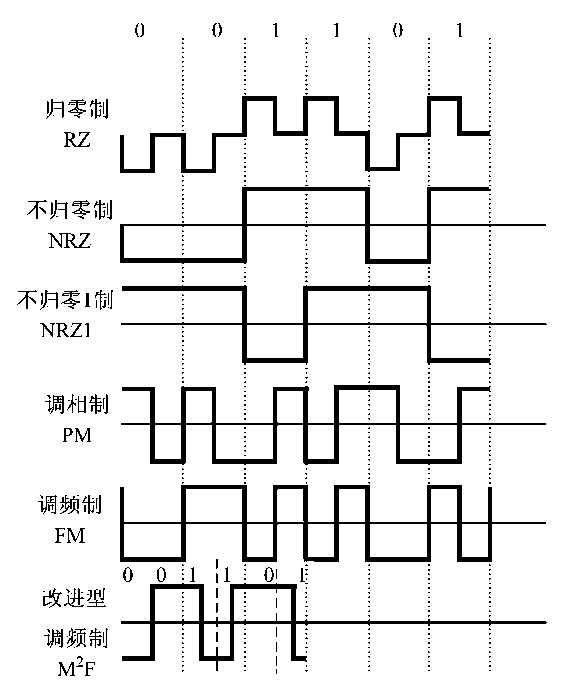 0 0 1 1 0 1
归零制
RZ
不归零制
NRZ
不归零1制
NRZ1
调相制
PM
调频制
FM
0 0 1 1 0 1
改进型
调频制
M²F